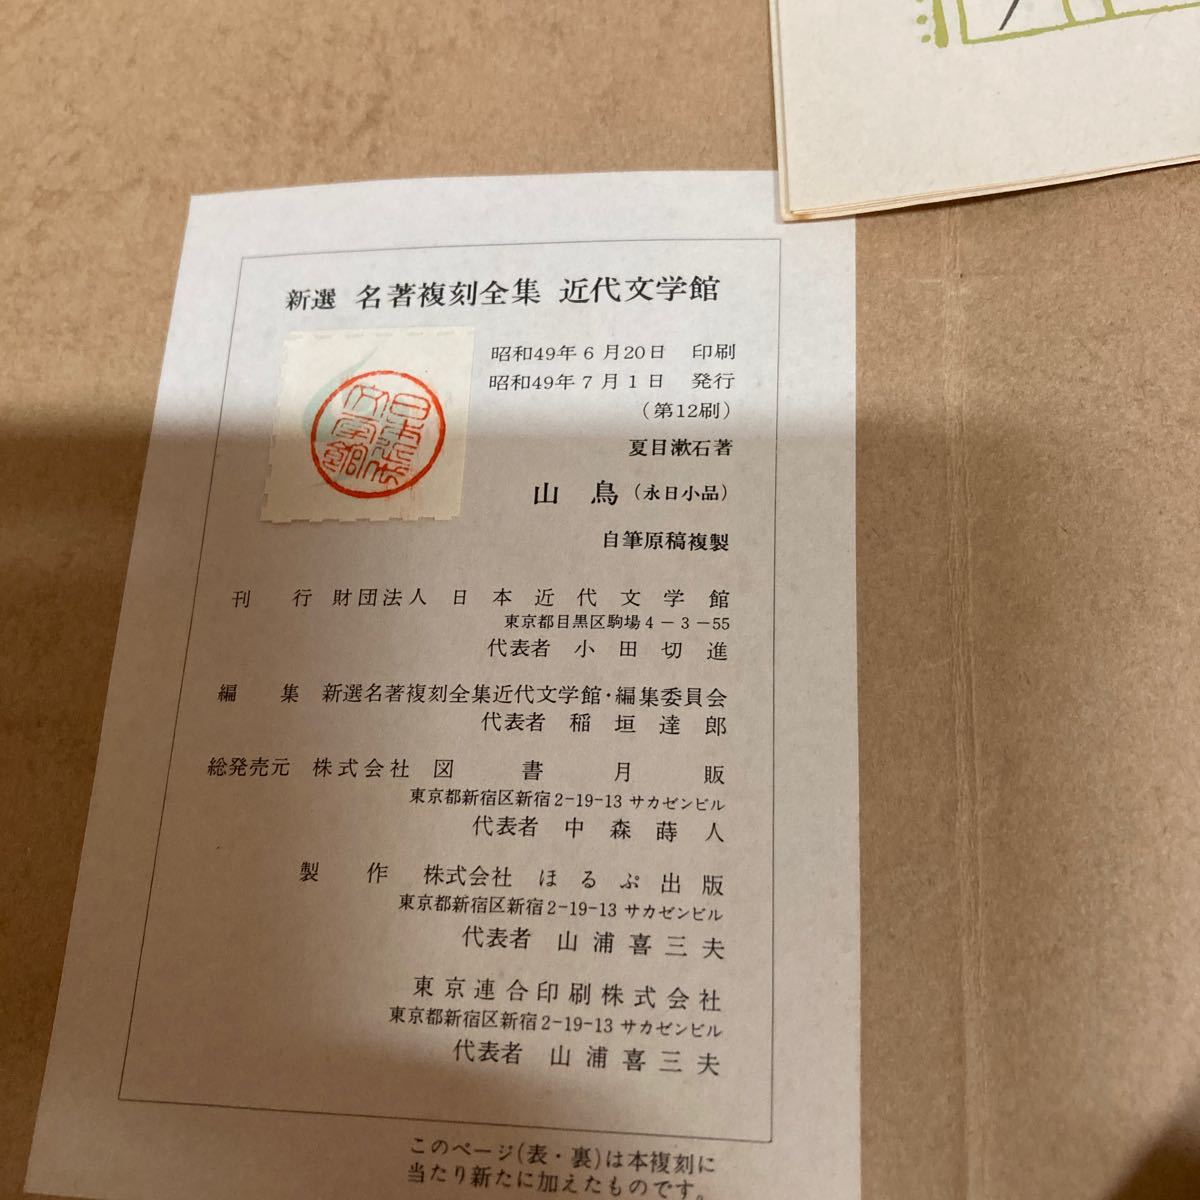 新選 名著複刻全集 近代文学館
日本近代文学館
昭和49年6月20日 印刷
昭和49年7月1日 発行
(第12刷)
夏目漱石著
山鳥(永日小品)
自筆原稿複製
刊行 財団法人 日本近代文学館
東京都目黒区駒場4－3－55
代表者 小田切進
編集 新選名著複刻全集近代文学館・編集委員会
代表者 稲垣達郎
総発売元 株式会社 図書月販
東京都新宿区新宿2-19-13 サカゼンビル
代表者 中森蒔人
製作 株式会社 ほるぷ出版
東京都新宿区新宿2-19-13 サカゼンビル
代表者 山浦喜三夫
東京連合印刷株式会社
東京都新宿区新宿2-19-13 サカゼンビル
代表者 山浦喜三夫
このページ(表・裏)は本複刻に
当たり新たに加えたものです。